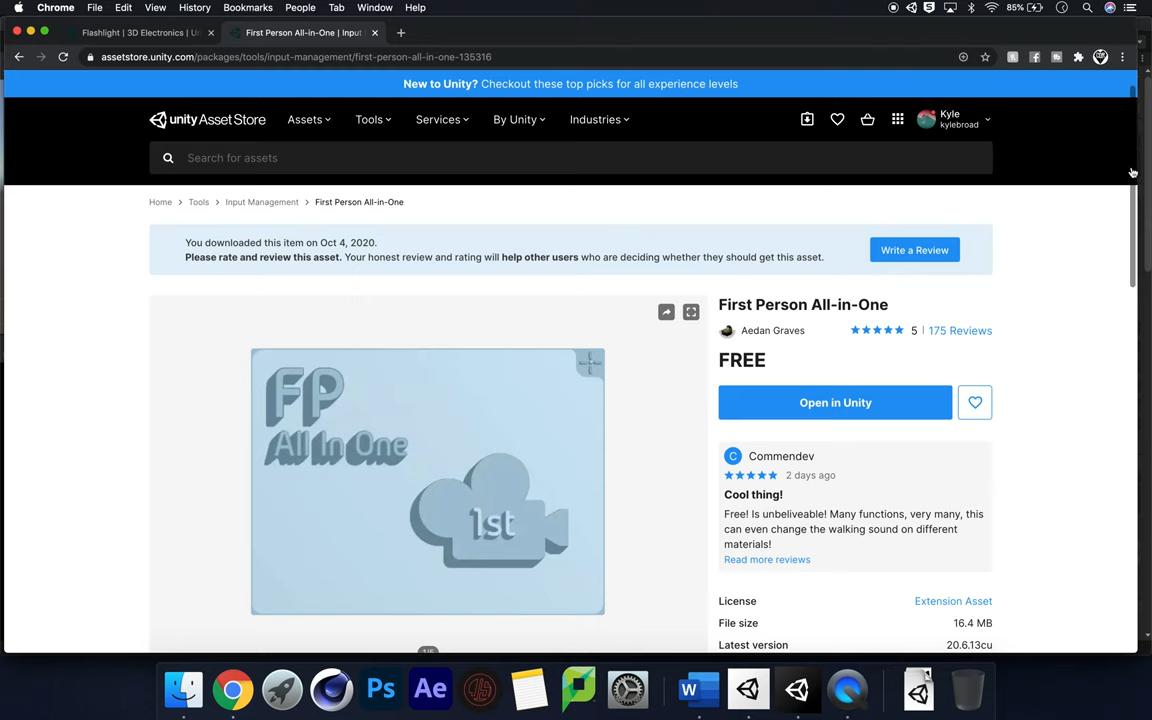 Chrome File Edit View History Bookmarks People Tab Window Help 85%
Flashlight | 3D Electronics | Un First Person All-in-One | Input
assetstore.unity.com/packages/tools/input-management/first-person-all-in-one-135316
New to Unity? Checkout these top picks for all experience levels
unity Asset Store Assets Tools Services By Unity Industries Kyle
kylebroad
Search for assets
Home > Tools > Input Management > First Person All-in-One
You downloaded this item on Oct 4, 2020.
Please rate and review this asset. Your honest review and rating will help other users who are deciding whether they should get this asset.
Write a Review
First Person All-in-One
Aedan Graves 5 | 175 Reviews
FREE
FP
All In One
1st
Open in Unity
C Commendev
2 days ago
Cool thing!
Free! Is unbeliveable! Many functions, very many, this
can even change the walking sound on different
materials!
Read more reviews
License Extension Asset
File size 16.4 MB
Latest version 20.6.13cu
1/5
Ps Ae W